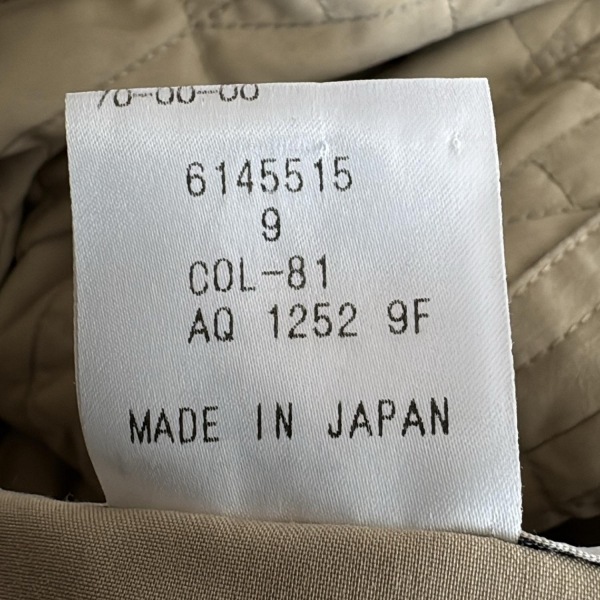 6145515
9
COL-81
AQ 1252 9F
MADE IN JAPAN